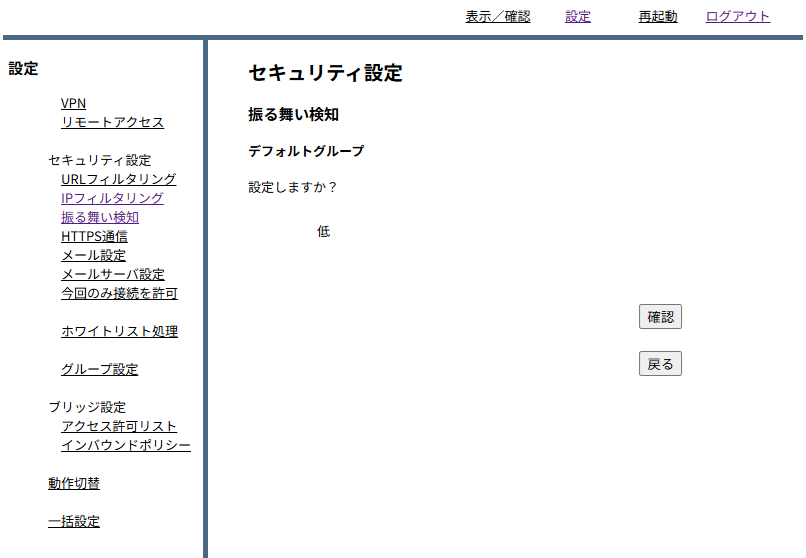 表示／確認 設定 再起動 ログアウト
設定
VPN
リモートアクセス
セキュリティ設定
URLフィルタリング
IPフィルタリング
振る舞い検知
HTTPS通信
メール設定
メールサーバ設定
今回のみ接続を許可
ホワイトリスト処理
グループ設定
ブリッジ設定
アクセス許可リスト
インバウンドポリシー
動作切替
一括設定
セキュリティ設定
振る舞い検知
デフォルトグループ
設定しますか？
低
確認
戻る